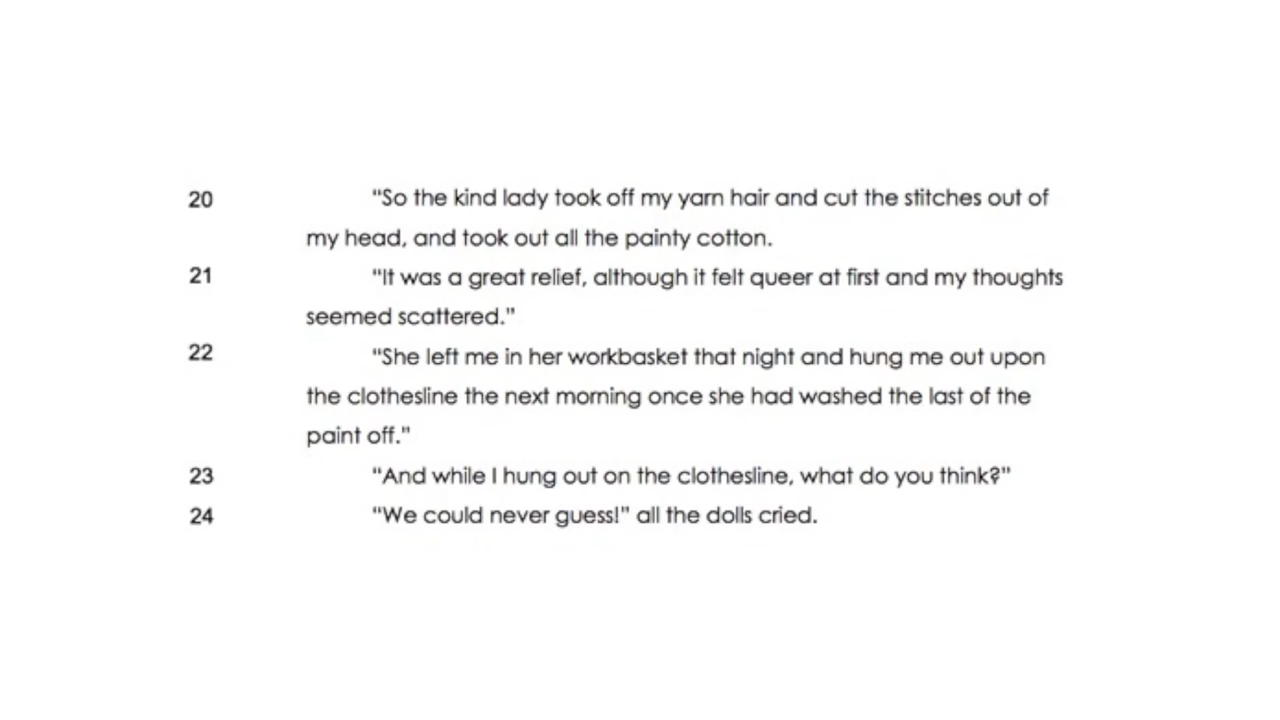 20 "So the kind lady took off my yarn hair and cut the stitches out of
my head, and took out all the painty cotton.
21 "It was a great relief, although it felt queer at first and my thoughts
seemed scattered."
22 "She left me in her workbasket that night and hung me out upon
the clothesline the next morning once she had washed the last of the
paint off."
23 "And while I hung out on the clothesline, what do you think?"
24 "We could never guess!" all the dolls cried.